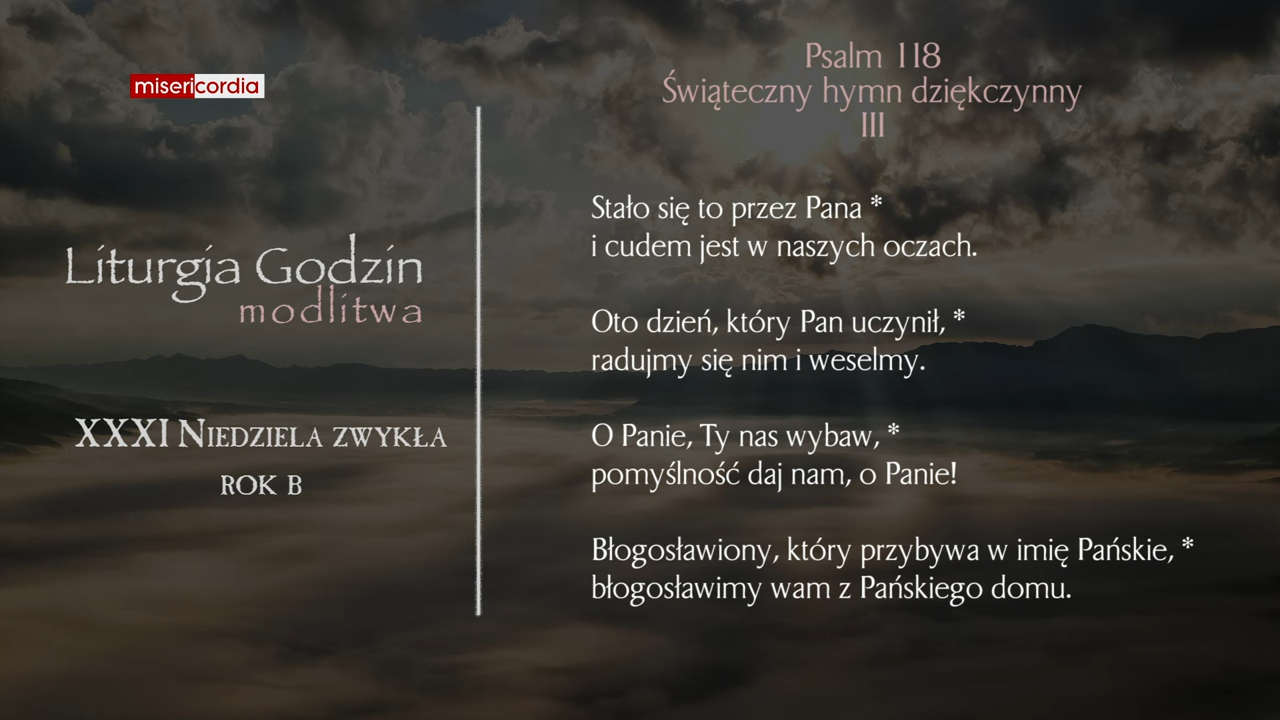 misericordia
Liturgia Godzin
modlitwa
XXXI Niedziela zwykła
rok B
Psalm 118
Świąteczny hymn dziękczynny
III
Stało się to przez Pana *
i cudem jest w naszych oczach.
Oto dzień, który Pan uczynił, *
radujmy się nim i weselmy.
O Panie, Ty nas wybaw, *
pomyślność daj nam, o Panie!
Błogosławiony, który przybywa w imię Pańskie, *
błogosławimy wam z Pańskiego domu.